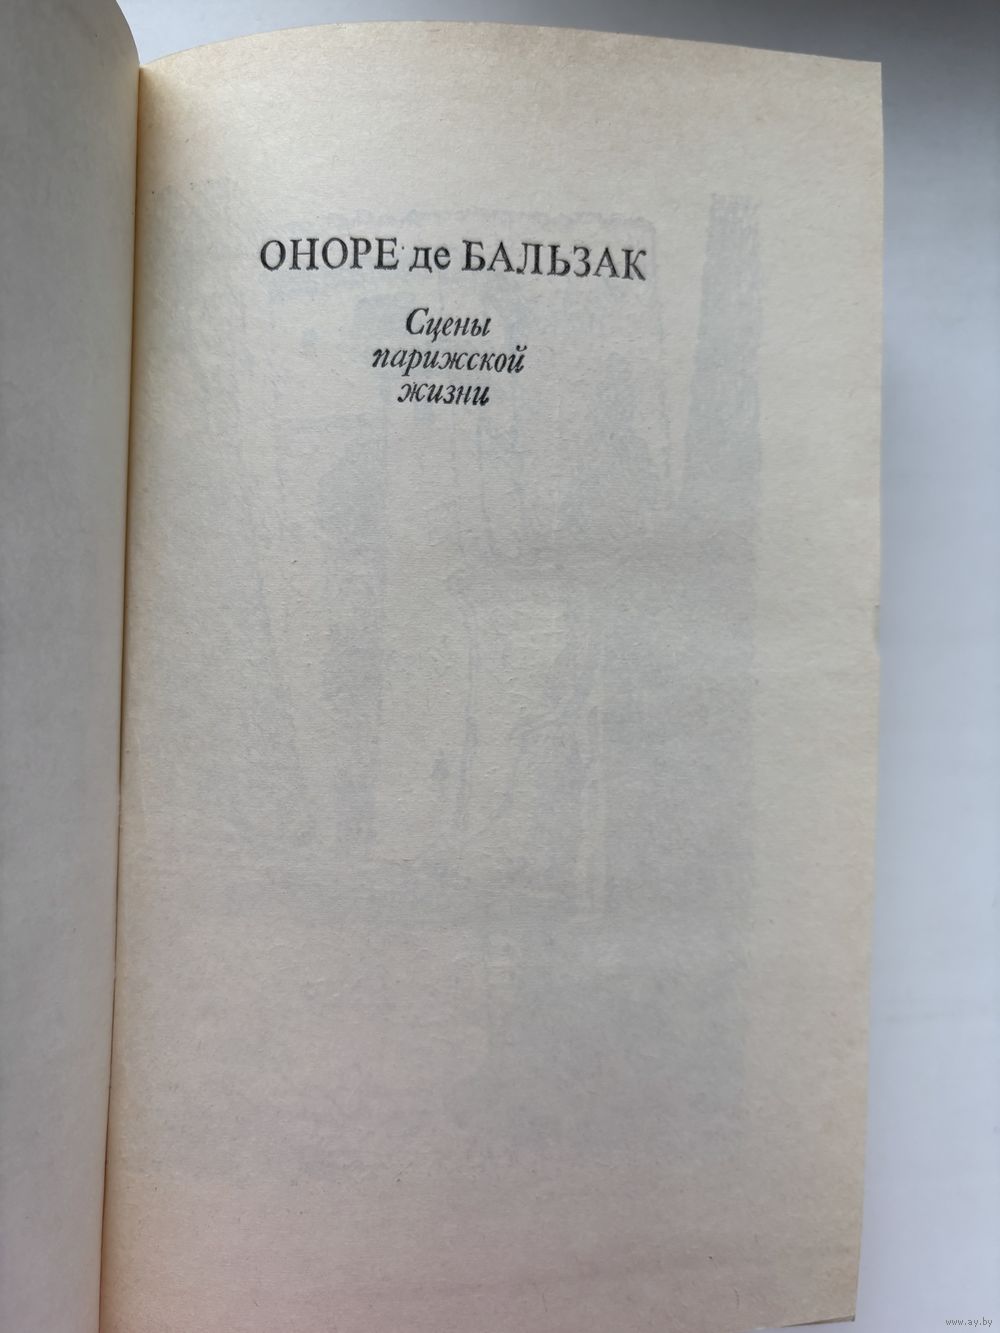 ОНОРЕ де БАЛЬЗАК
Сцены
парижской
жизни
www.ay.by